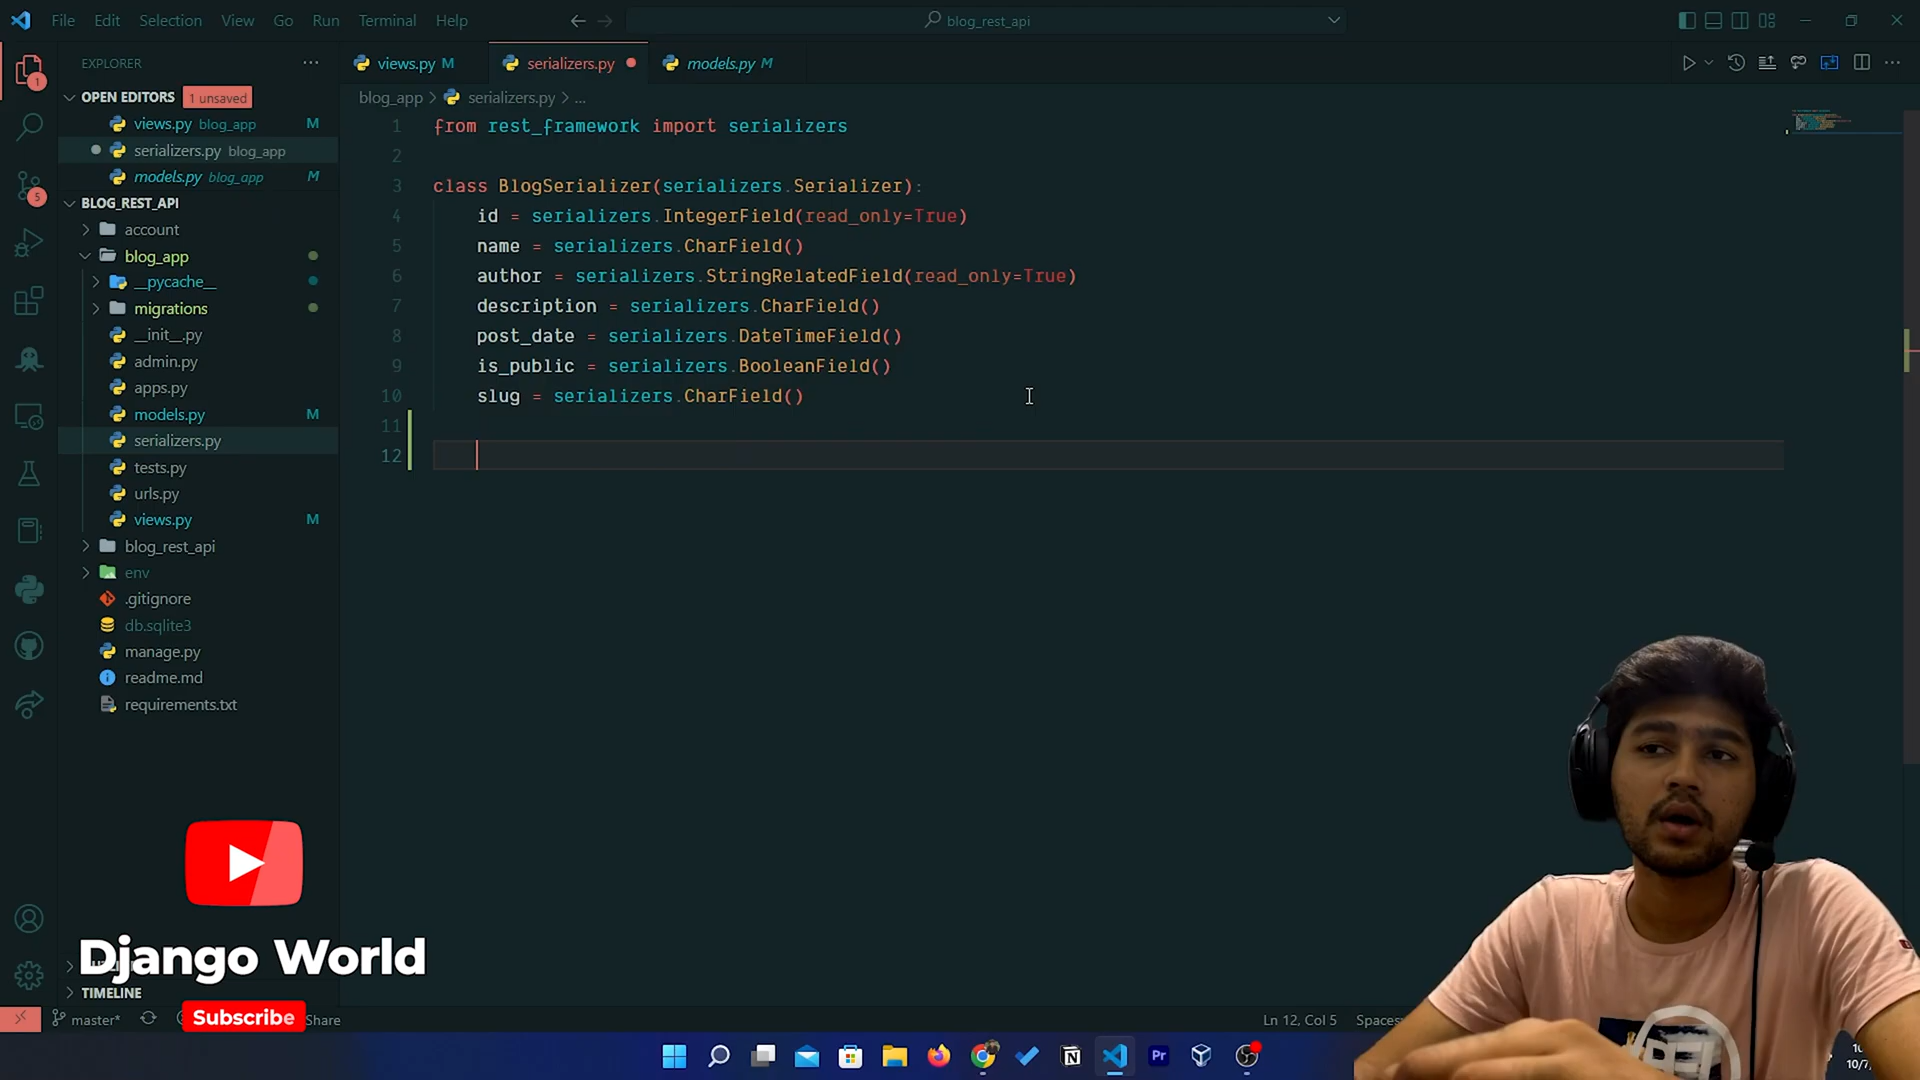 File Edit Selection View Go Run Terminal Help
blog_rest_api
EXPLORER
views.py M
serializers.py
models.py M
OPEN EDITORS 1 unsaved
blog_app > serializers.py > ...
views.py blog_app M
serializers.py blog_app
models.py blog_app M
BLOG_REST_API
account
blog_app
__pycache__
migrations
__init__.py
admin.py
apps.py
models.py M
serializers.py
tests.py
urls.py
views.py M
blog_rest_api
env
.gitignore
db.sqlite3
manage.py
readme.md
requirements.txt
TIMELINE
1 from rest_framework import serializers
2
3 class BlogSerializer(serializers.Serializer):
4 id = serializers.IntegerField(read_only=True)
5 name = serializers.CharField()
6 author = serializers.StringRelatedField(read_only=True)
7 description = serializers.CharField()
8 post_date = serializers.DateTimeField()
9 is_public = serializers.BooleanField()
10 slug = serializers.CharField()
11
12
1
5
Django World
Subscribe
master*
Share
Ln 12, Col 5
Spaces
Pr
10/7